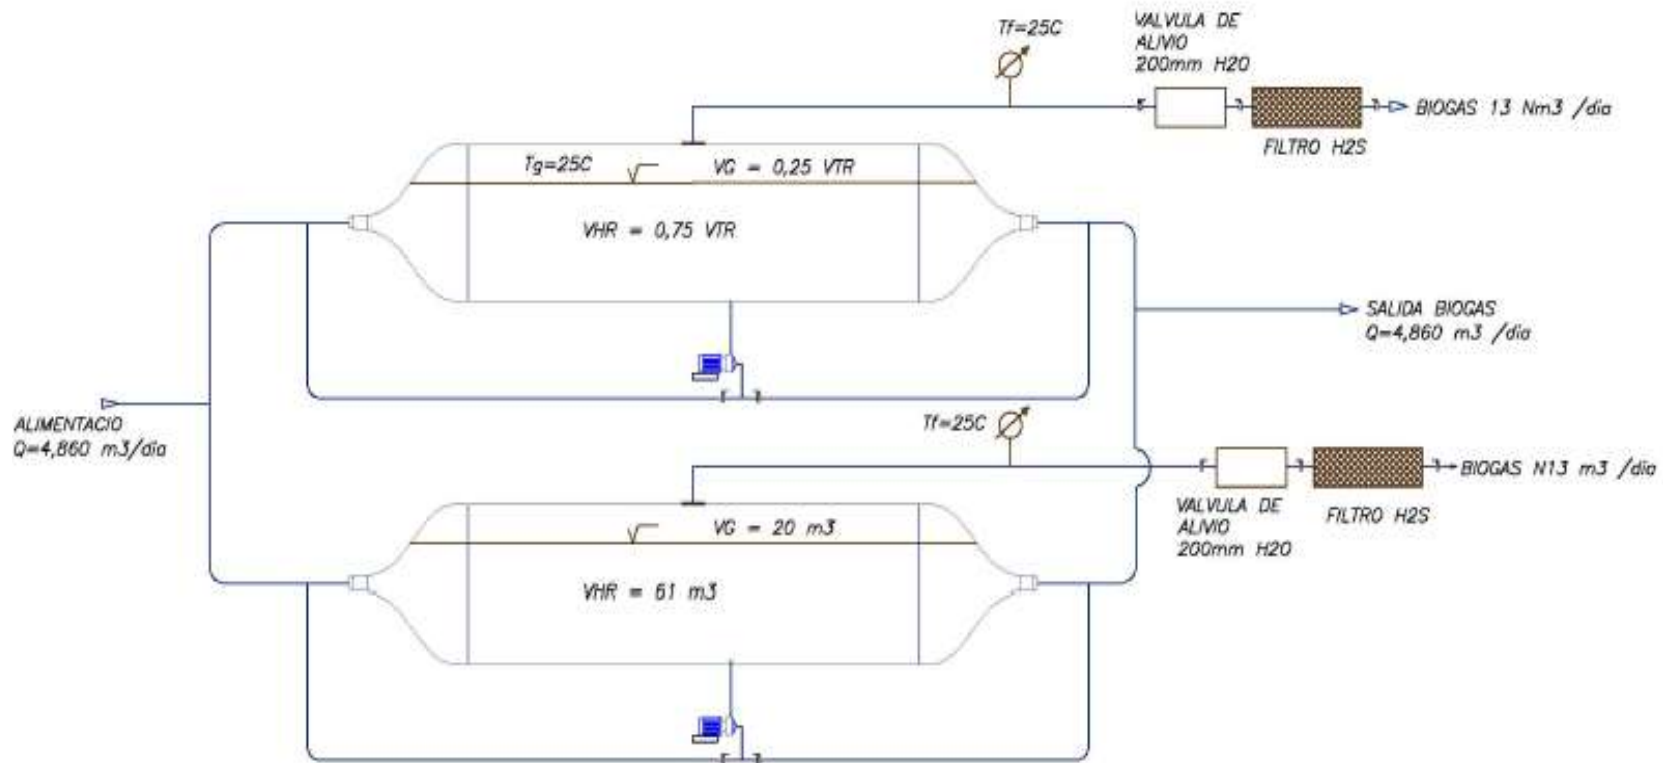 Tf=25C
VALVULA DE
ALIVIO
200mm H2O
BIOGAS 13 Nm3 /dia
FILTRO H2S
Tg=25C
VG = 0,25 VTR
VHR = 0,75 VTR
SALIDA BIOGAS
Q=4,860 m3 /dia
ALIMENTACIO
Q=4,860 m3/dia
Tf=25C
BIOGAS N13 m3 /dia
VALVULA DE
ALIVIO
200mm H2O
FILTRO H2S
VG = 20 m3
VHR = 61 m3